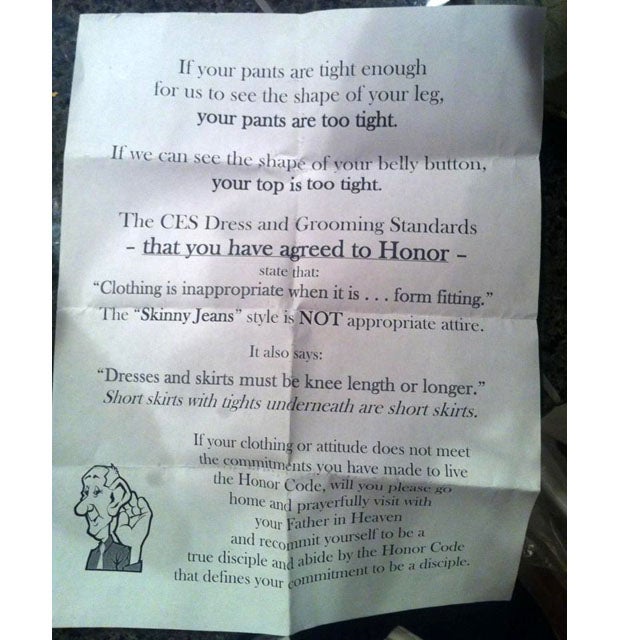 If your pants are tight enough
for us to see the shape of your leg,
your pants are too tight.
If we can see the shape of your belly button,
your top is too tight.
The CES Dress and Grooming Standards
- that you have agreed to Honor -
state that:
“Clothing is inappropriate when it is . . . form fitting.”
The “Skinny Jeans” style is NOT appropriate attire.
It also says:
“Dresses and skirts must be knee length or longer.”
Short skirts with tights underneath are short skirts.
If your clothing or attitude does not meet
the commitments you have made to live
the Honor Code, will you please go
home and prayerfully visit with
your Father in Heaven
and recommit yourself to be a
true disciple and abide by the Honor Code
that defines your commitment to be a disciple.